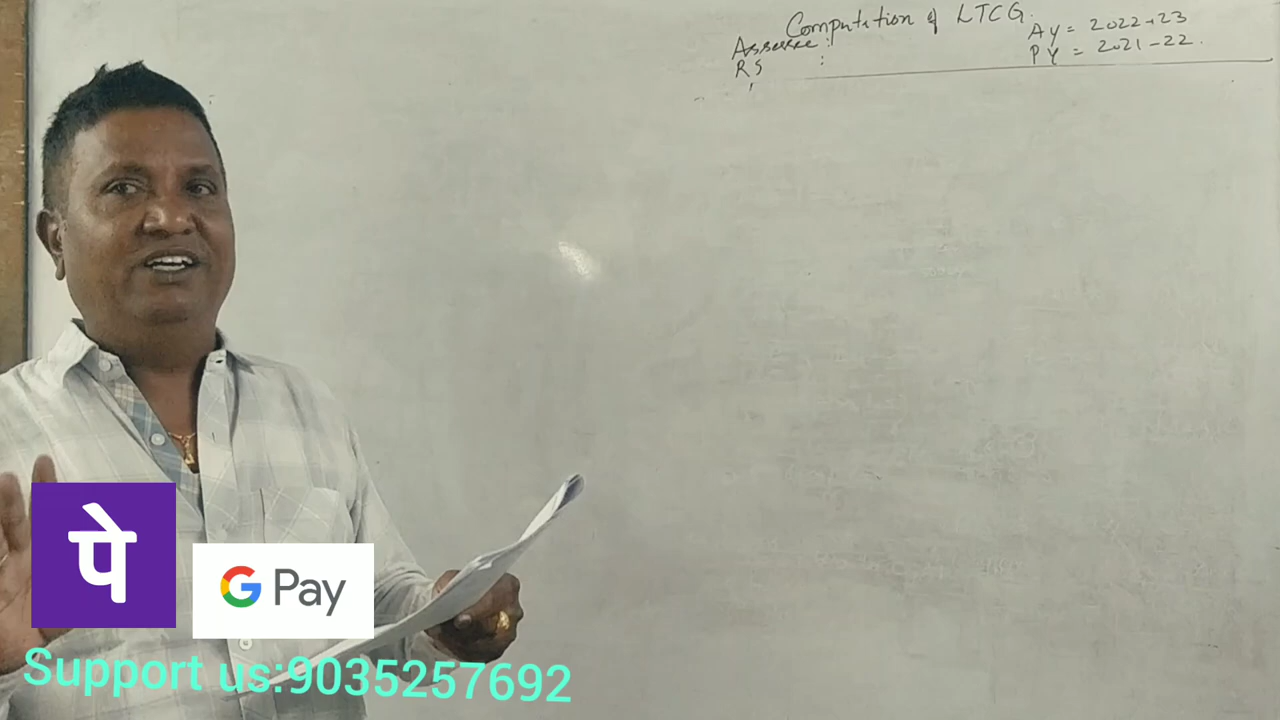 Computation of LTCG.
Assessee :
AY = 2022-23
RS :
PY = 2021-22.
पे
G Pay
Support us:9035257692